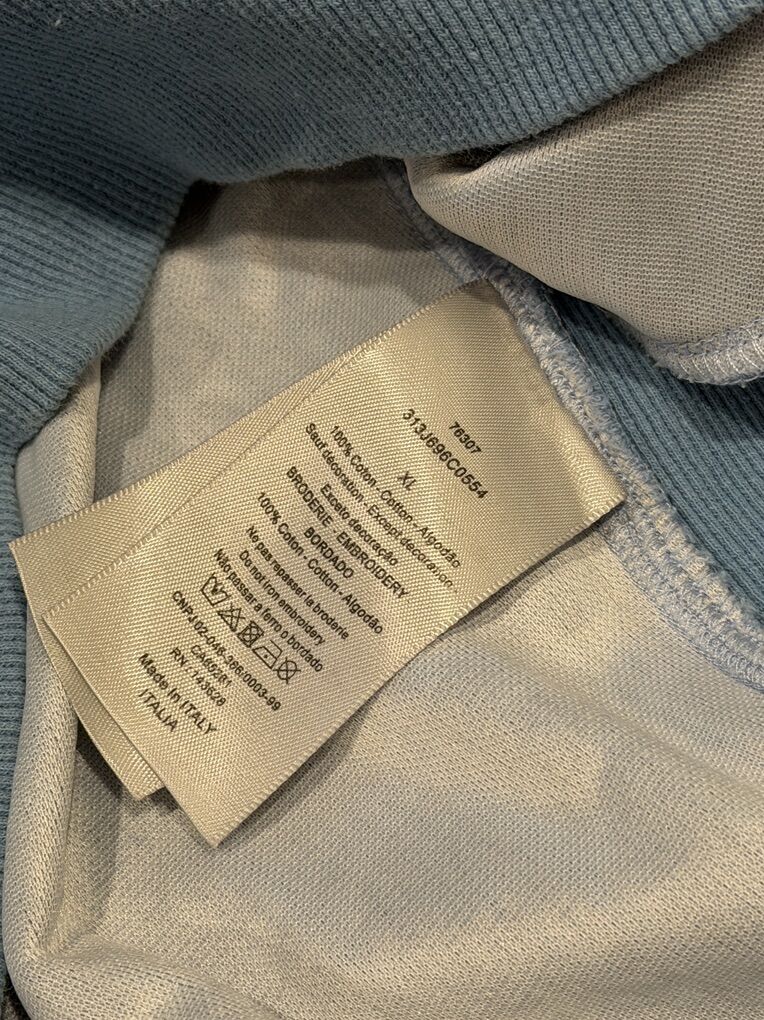 76307
313J696C0554
XL
100% Coton - Cotton - Algodão
Sauf décoration - Except decoration
Exceto decoração
BRODERIE EMBROIDERY
BORDADO
100% Coton - Cotton - Algodão
Ne pas repasser la broderie
Do not iron embroidery
Não passar a ferro o bordado
CNPJ 02-046-366/0003-99
RN: 143628
Made In ITALY
ITALIA